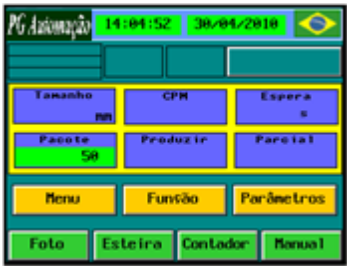 PG Automação 14:04:52 30/04/2010
Tamanho CPM Espera
mm s
Pacote Produzir Parcial
50
Menu Função Parâmetros
Foto Esteira Contador Manual